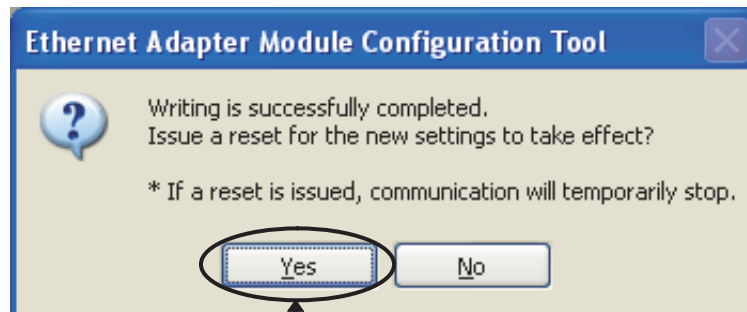 Ethernet Adapter Module Configuration Tool
Writing is successfully completed.
Issue a reset for the new settings to take effect?
* If a reset is issued, communication will temporarily stop.
Yes No